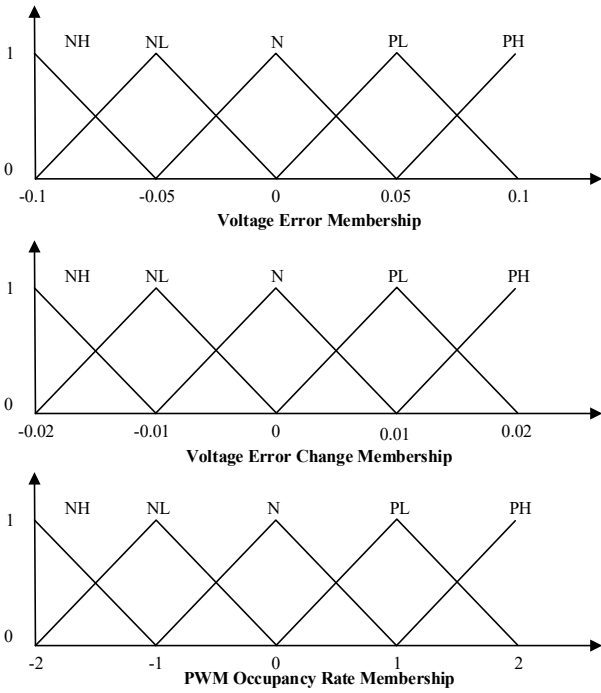 NH NL N PL PH
1
0
-0.1 -0.05 0 0.05 0.1
Voltage Error Membership
NH NL N PL PH
1
0
-0.02 -0.01 0 0.01 0.02
Voltage Error Change Membership
NH NL N PL PH
1
0
-2 -1 0 1 2
PWM Occupancy Rate Membership